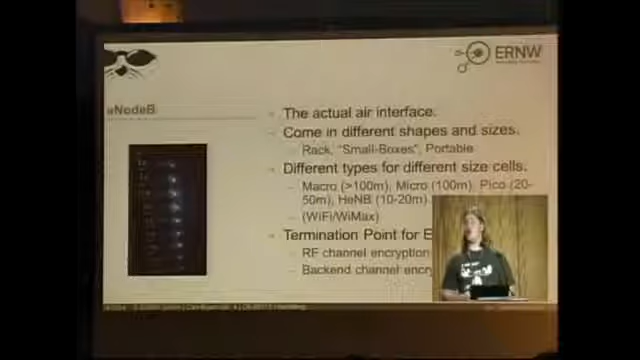 ERNW
eNodeB
The actual air interface.
Come in different shapes and sizes.
Rack, "Small-Boxes", Portable
Different types for different size cells.
Macro (>100m), Micro (100m), Pico (20-
50m), HeNB (10-20m)
(WiFi/WiMax)
Termination Point for
RF channel encryption
Backend channel